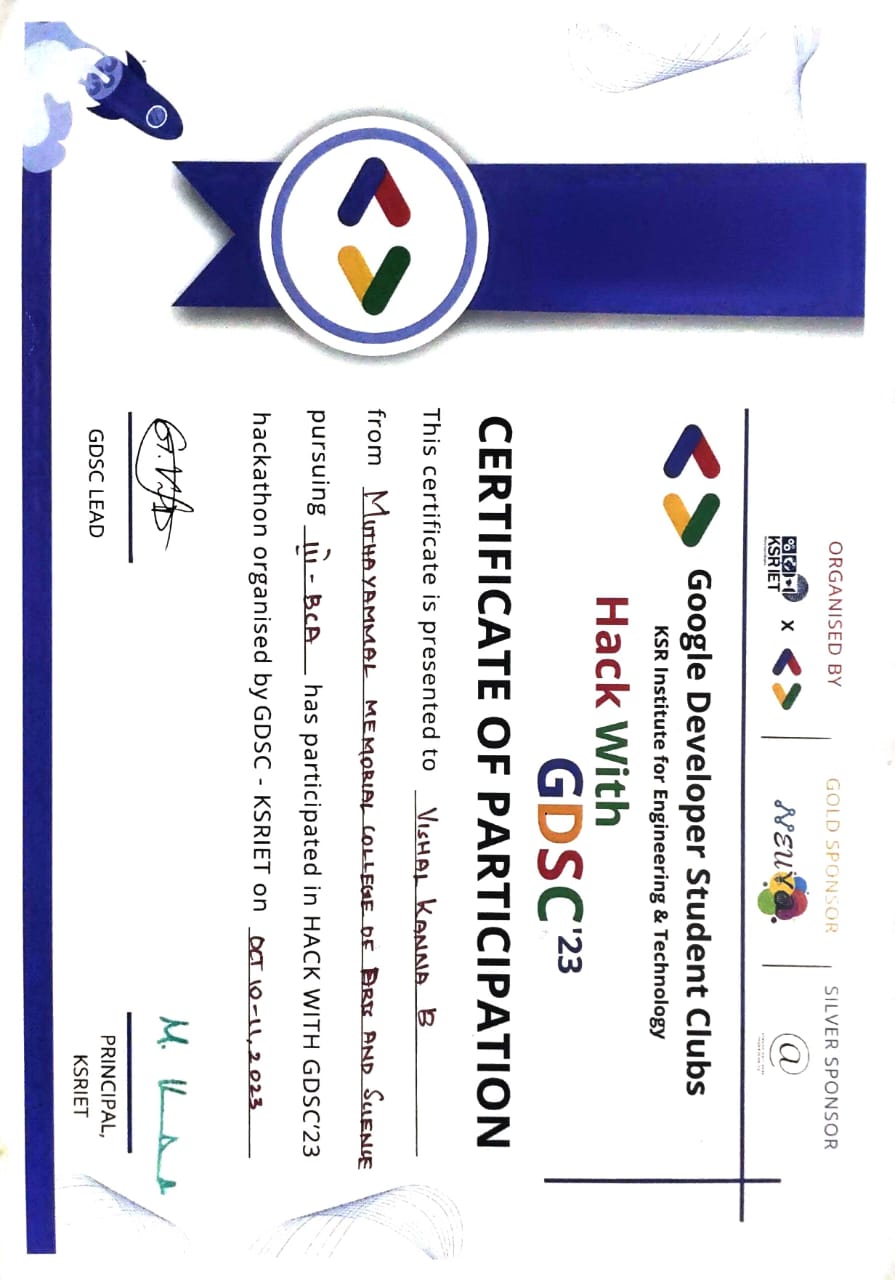 ORGANISED BY
GOLD SPONSOR
SILVER SPONSOR
KSRIET
X
NEUYA
@
Google Developer Student Clubs
KSR Institute for Engineering & Technology
Hack With
GDSC'23
CERTIFICATE OF PARTICIPATION
This certificate is presented to VISHAL KANNA B
from MUTHAYAMMAL MEMORIAL COLLEGE OF ARTS AND SCIENCE
pursuing III - BCA has participated in HACK WITH GDSC'23
hackathon organised by GDSC - KSRIET on OCT 10-11, 2023
M.
GDSC LEAD
PRINCIPAL,
KSRIET